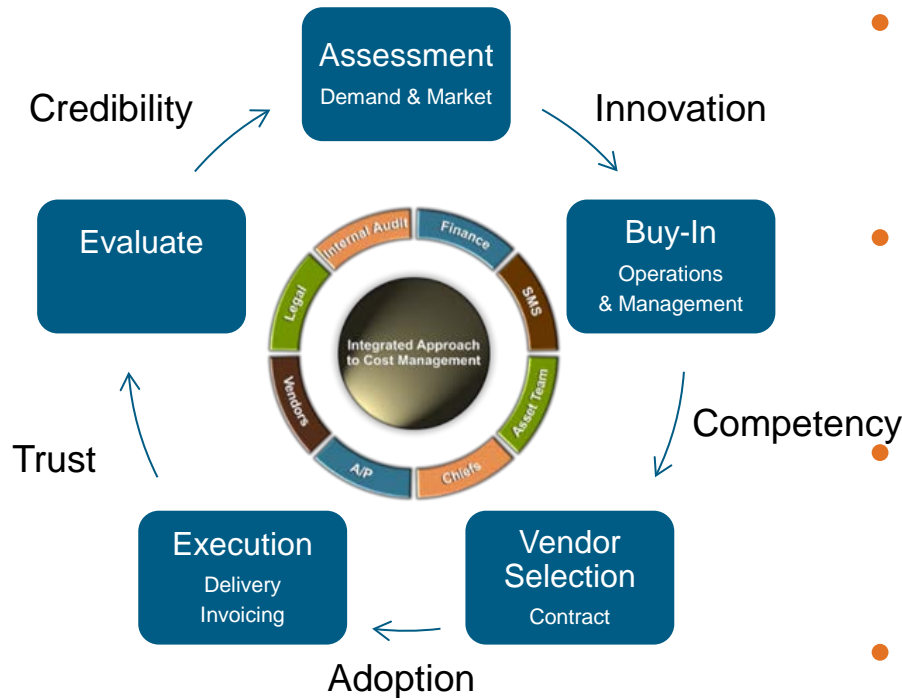 Assessment
Demand & Market
Credibility
Innovation
Evaluate
Buy-In
Operations
& Management
Internal Audit
Finance
SMS
Asset Team
Chiefs
A/P
Vendors
Legal
Integrated Approach
to Cost Management
Competency
Trust
Execution
Delivery
Invoicing
Vendor
Selection
Contract
Adoption